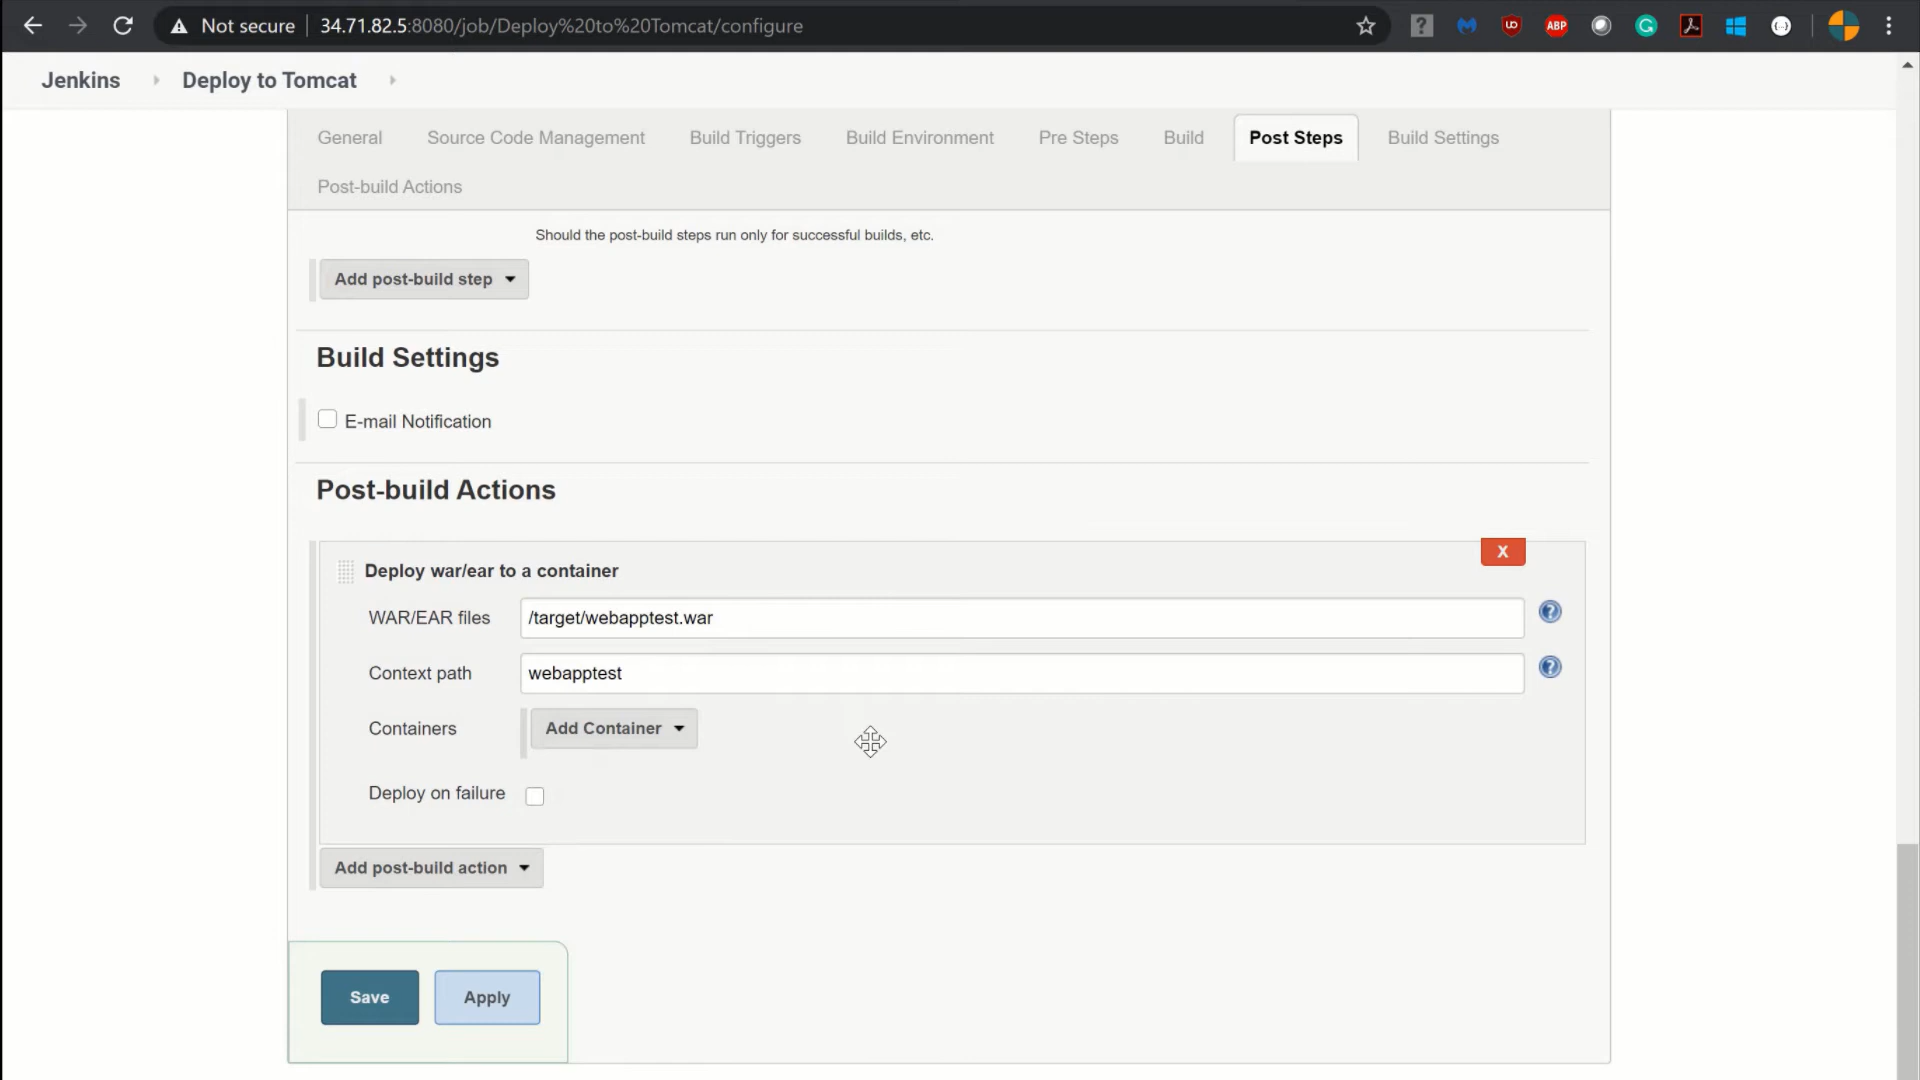 Not secure 34.71.82.5:8080/job/Deploy%20to%20Tomcat/configure
? UO ABP G
Jenkins Deploy to Tomcat
General Source Code Management Build Triggers Build Environment Pre Steps Build Post Steps Build Settings
Post-build Actions
Should the post-build steps run only for successful builds, etc.
Add post-build step
Build Settings
E-mail Notification
Post-build Actions
X
Deploy war/ear to a container
WAR/EAR files /target/webapptest.war ?
Context path webapptest ?
Containers Add Container
Deploy on failure
Add post-build action
Save Apply